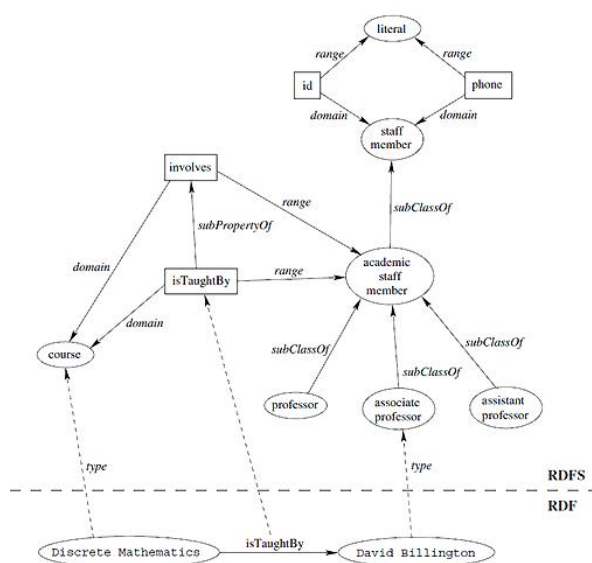 literal
range
range
id
phone
domain
domain
staff
member
involves
range
subClassOf
subPropertyOf
academic
staff
member
domain
isTaughtBy
range
domain
course
subClassOf
subClassOf
subClassOf
professor
associate
professor
assistant
professor
type
type
RDFS
RDF
isTaughtBy
Discrete Mathematics
David Billington